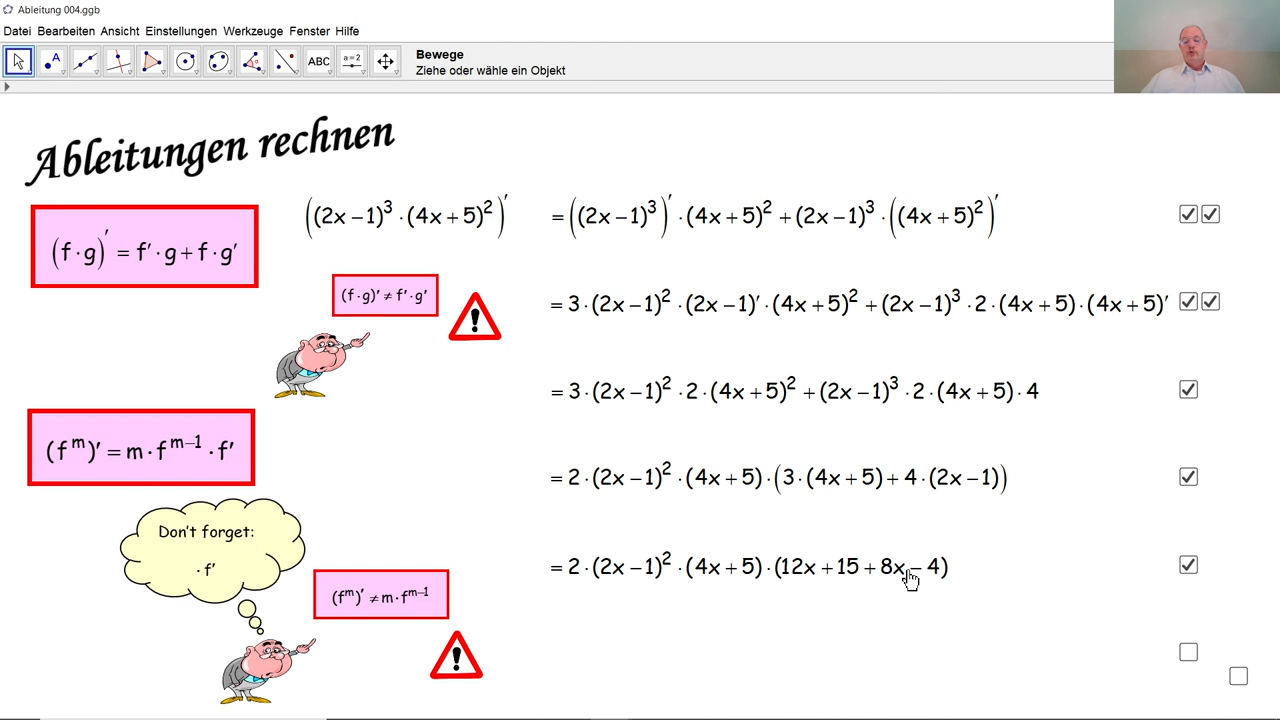 Ableitung 004.ggb
Datei Bearbeiten Ansicht Einstellungen Werkzeuge Fenster Hilfe
A ABC a=2
Bewege
Ziehe oder wähle ein Objekt
Ableitungen rechnen
(f·g)′ = f′·g + f·g′
((2x−1)³·(4x+5)²)′ = ((2x−1)³)′·(4x+5)² + (2x−1)³·((4x+5)²)′
(f·g)′ ≠ f′·g′
!
= 3·(2x−1)²·(2x−1)′·(4x+5)² + (2x−1)³·2·(4x+5)·(4x+5)′
= 3·(2x−1)²·2·(4x+5)² + (2x−1)³·2·(4x+5)·4
(fᵐ)′ = m·fᵐ⁻¹·f′
= 2·(2x−1)²·(4x+5)·(3·(4x+5)+4·(2x−1))
Don't forget:
· f′
= 2·(2x−1)²·(4x+5)·(12x+15+8x−4)
(fᵐ)′ ≠ m·fᵐ⁻¹
!